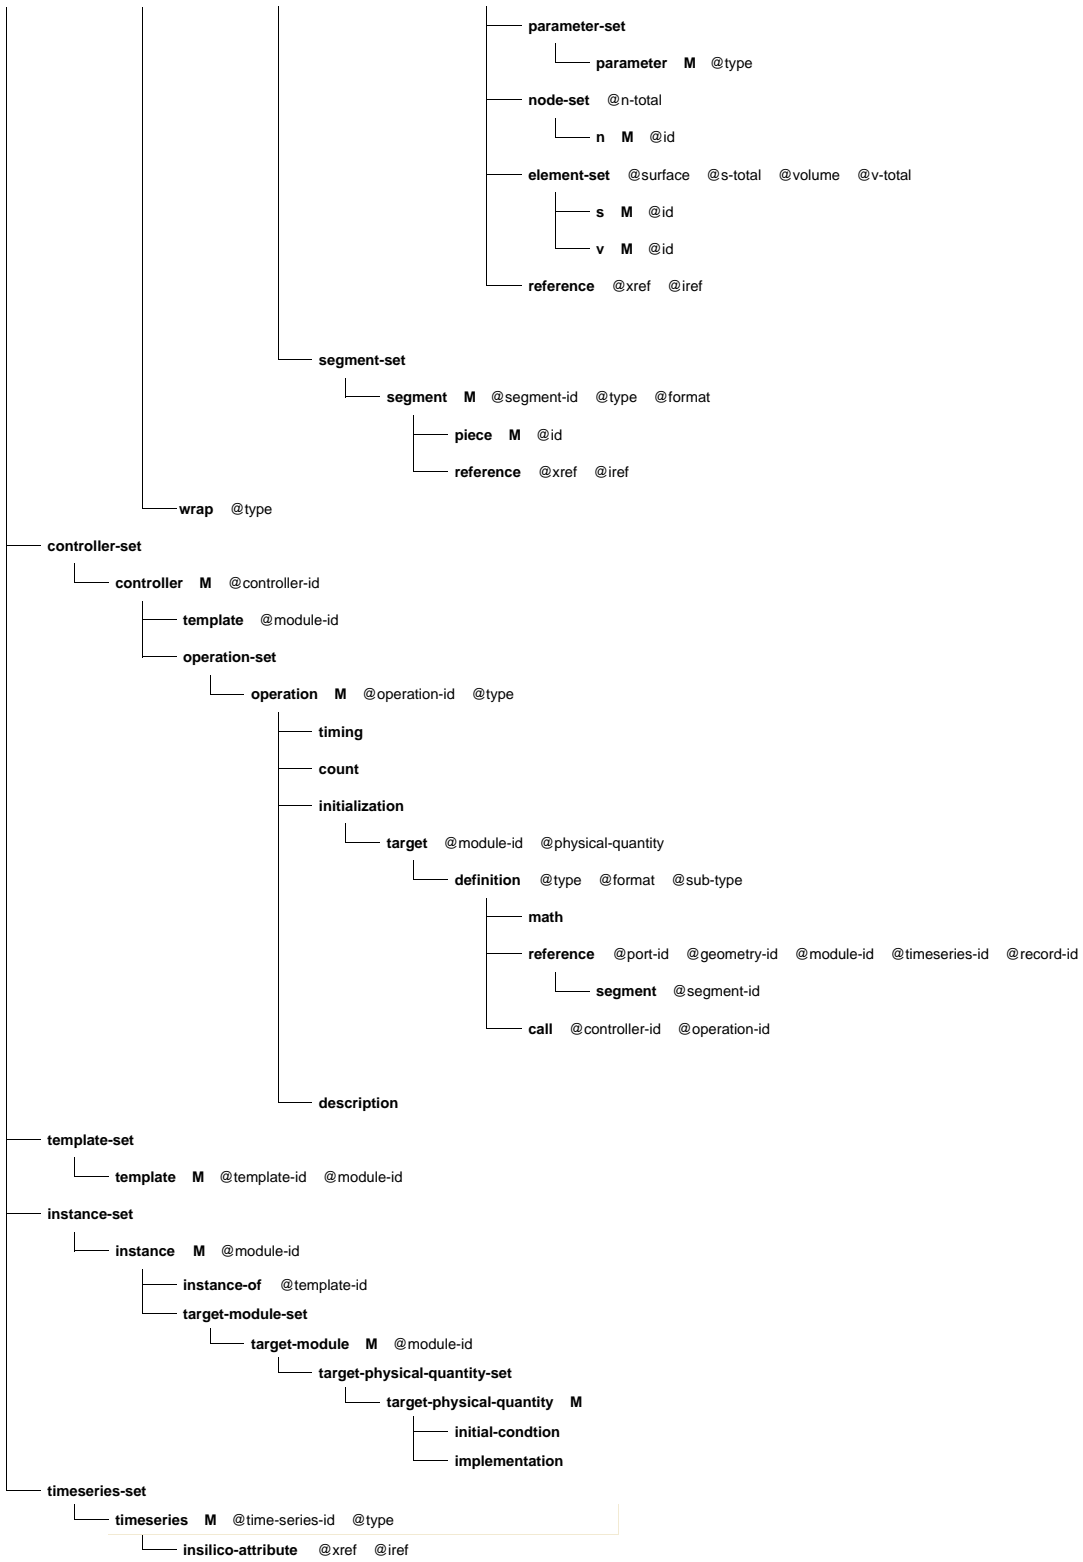 parameter-set
parameter M @type
node-set @n-total
n M @id
element-set @surface @s-total @volume @v-total
s M @id
v M @id
reference @xref @iref
segment-set
segment M @segment-id @type @format
piece M @id
reference @xref @iref
wrap @type
controller-set
controller M @controller-id
template @module-id
operation-set
operation M @operation-id @type
timing
count
initialization
target @module-id @physical-quantity
definition @type @format @sub-type
math
reference @port-id @geometry-id @module-id @timeseries-id @record-id
segment @segment-id
call @controller-id @operation-id
description
template-set
template M @template-id @module-id
instance-set
instance M @module-id
instance-of @template-id
target-module-set
target-module M @module-id
target-physical-quantity-set
target-physical-quantity M
initial-condtion
implementation
timeseries-set
timeseries M @time-series-id @type
insilico-attribute @xref @iref